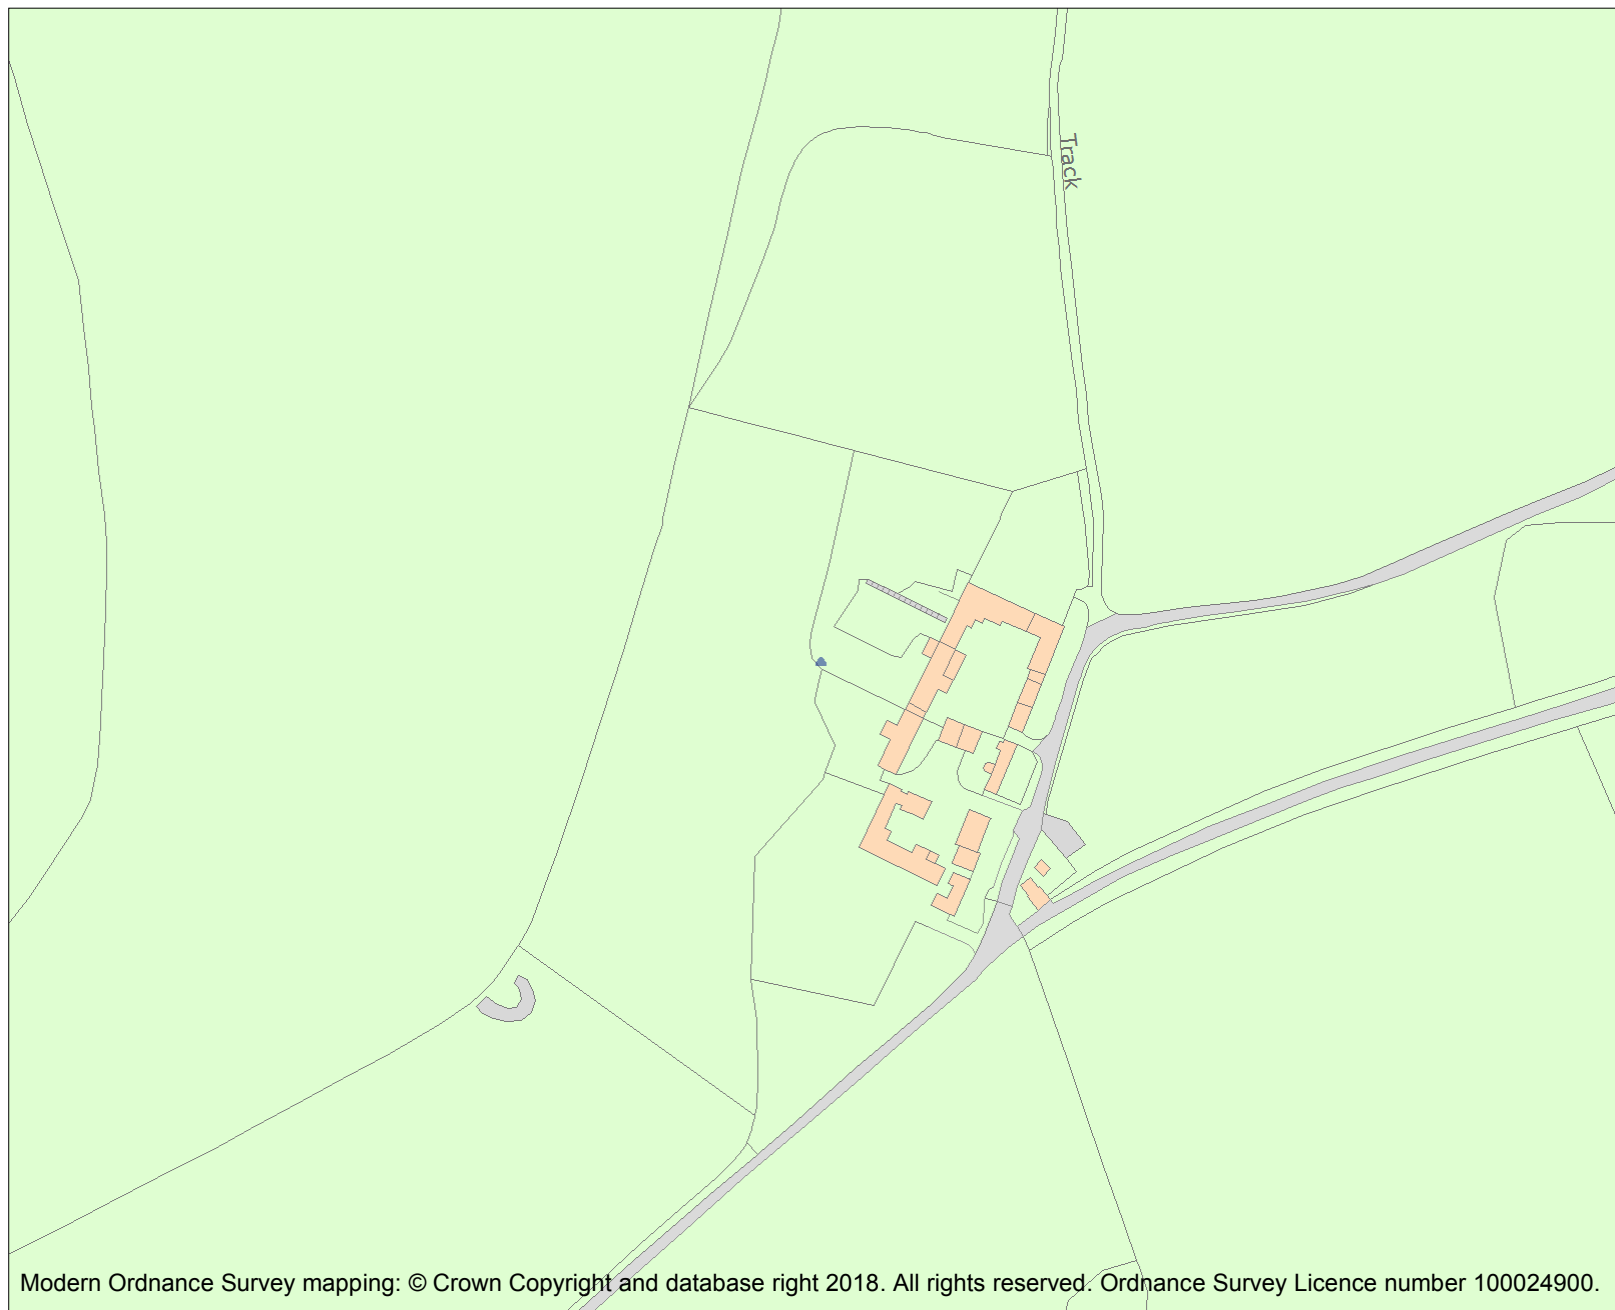 Track
Modern Ordnance Survey mapping: © Crown Copyright and database right 2018. All rights reserved. Ordnance Survey Licence number 100024900.